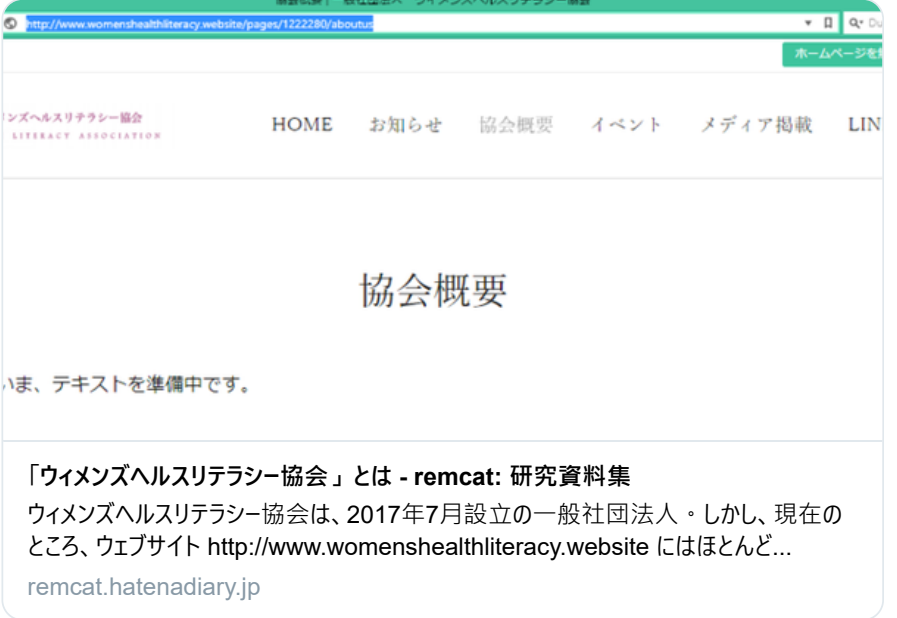 http://www.womenshealthliteracy.website/pages/1222280/aboutus
ホームページを
ンズヘルスリテラシー協会
LITERACY ASSOCIATION
HOME お知らせ 協会概要 イベント メディア掲載 LIN
協会概要
いま、テキストを準備中です。
「ウィメンズヘルスリテラシー協会」とは - remcat: 研究資料集
ウィメンズヘルスリテラシー協会は、2017年7月設立の一般社団法人。しかし、現在の
ところ、ウェブサイト http://www.womenshealthliteracy.website にはほとんど...
remcat.hatenadiary.jp